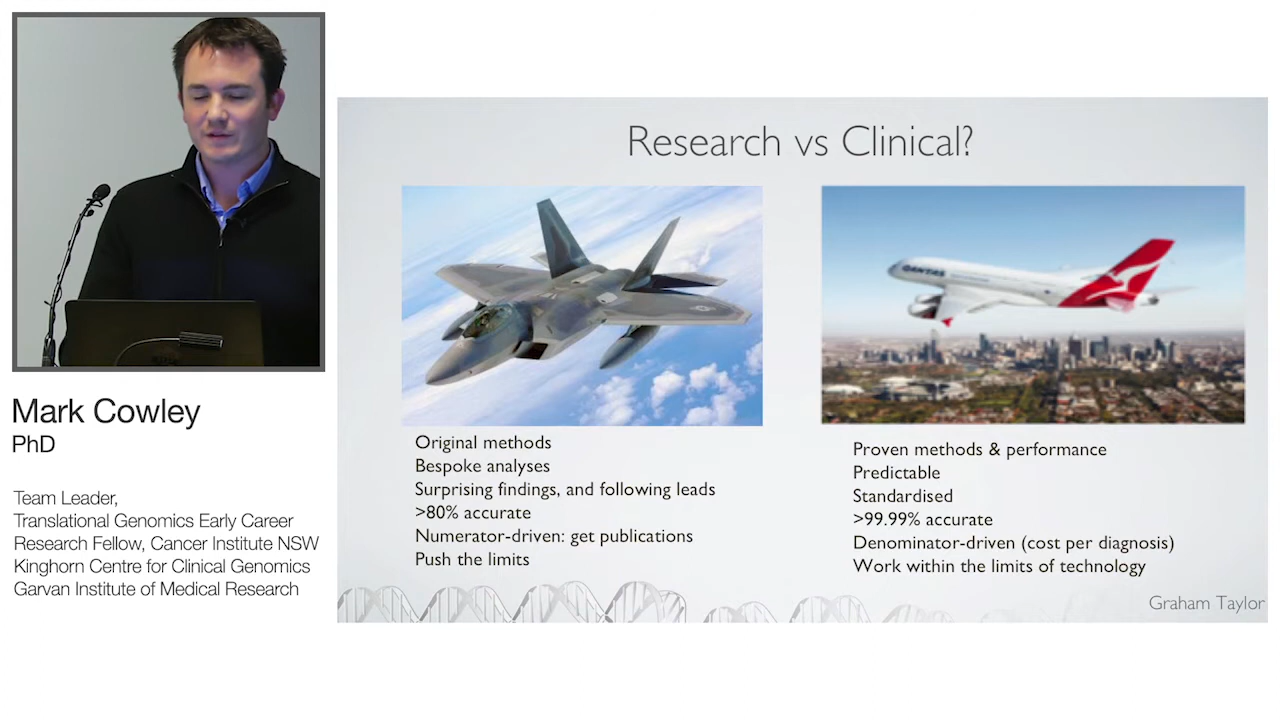 Mark Cowley
PhD
Team Leader,
Translational Genomics Early Career
Research Fellow, Cancer Institute NSW
Kinghorn Centre for Clinical Genomics
Garvan Institute of Medical Research
Research vs Clinical?
QANTAS
Original methods
Bespoke analyses
Surprising findings, and following leads
>80% accurate
Numerator-driven: get publications
Push the limits
Proven methods & performance
Predictable
Standardised
>99.99% accurate
Denominator-driven (cost per diagnosis)
Work within the limits of technology
Graham Taylor